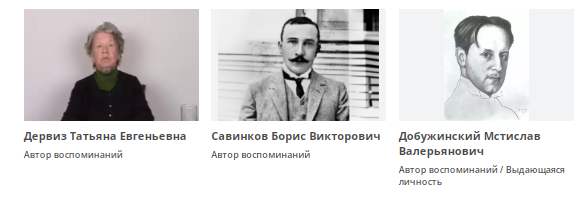 Дервиз Татьяна Евгеньевна
Автор воспоминаний
Савинков Борис Викторович
Автор воспоминаний
Добужинский Мстислав
Валерьянович
Автор воспоминаний / Выдающаяся
личность